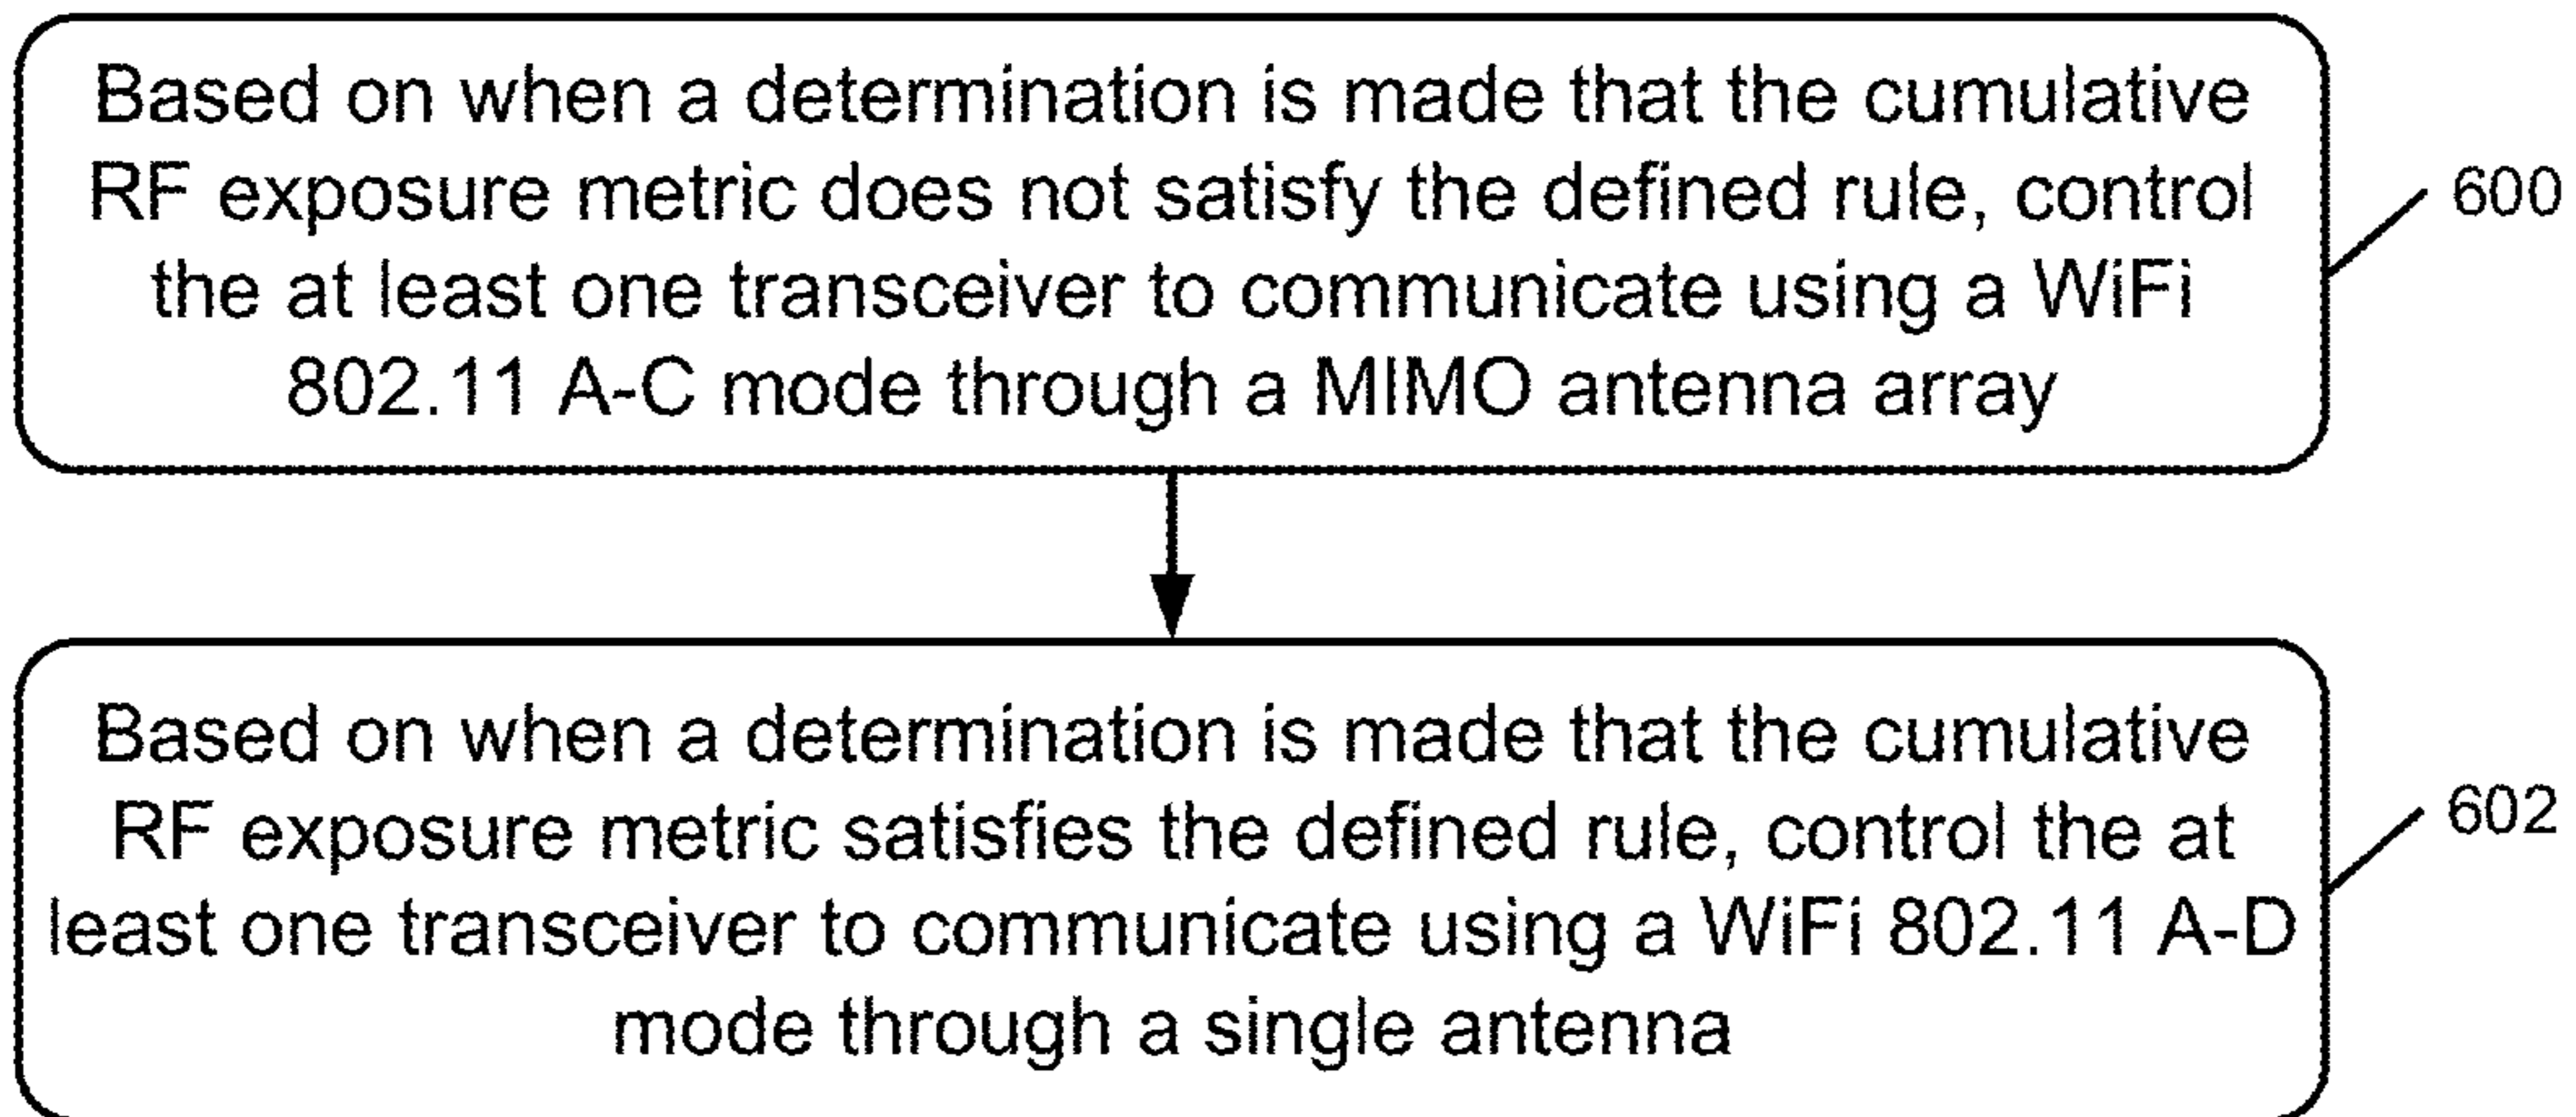 Based on when a determination is made that the cumulative
RF exposure metric does not satisfy the defined rule, control
the at least one transceiver to communicate using a WiFi
802.11 A-C mode through a MIMO antenna array
600
Based on when a determination is made that the cumulative
RF exposure metric satisfies the defined rule, control the at
least one transceiver to communicate using a WiFi 802.11 A-D
mode through a single antenna
602